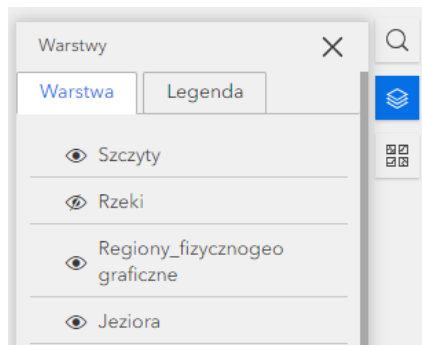 Warstwy
Warstwa Legenda
Szczyty
Rzeki
Regiony_fizycznogeo
graficzne
Jeziora